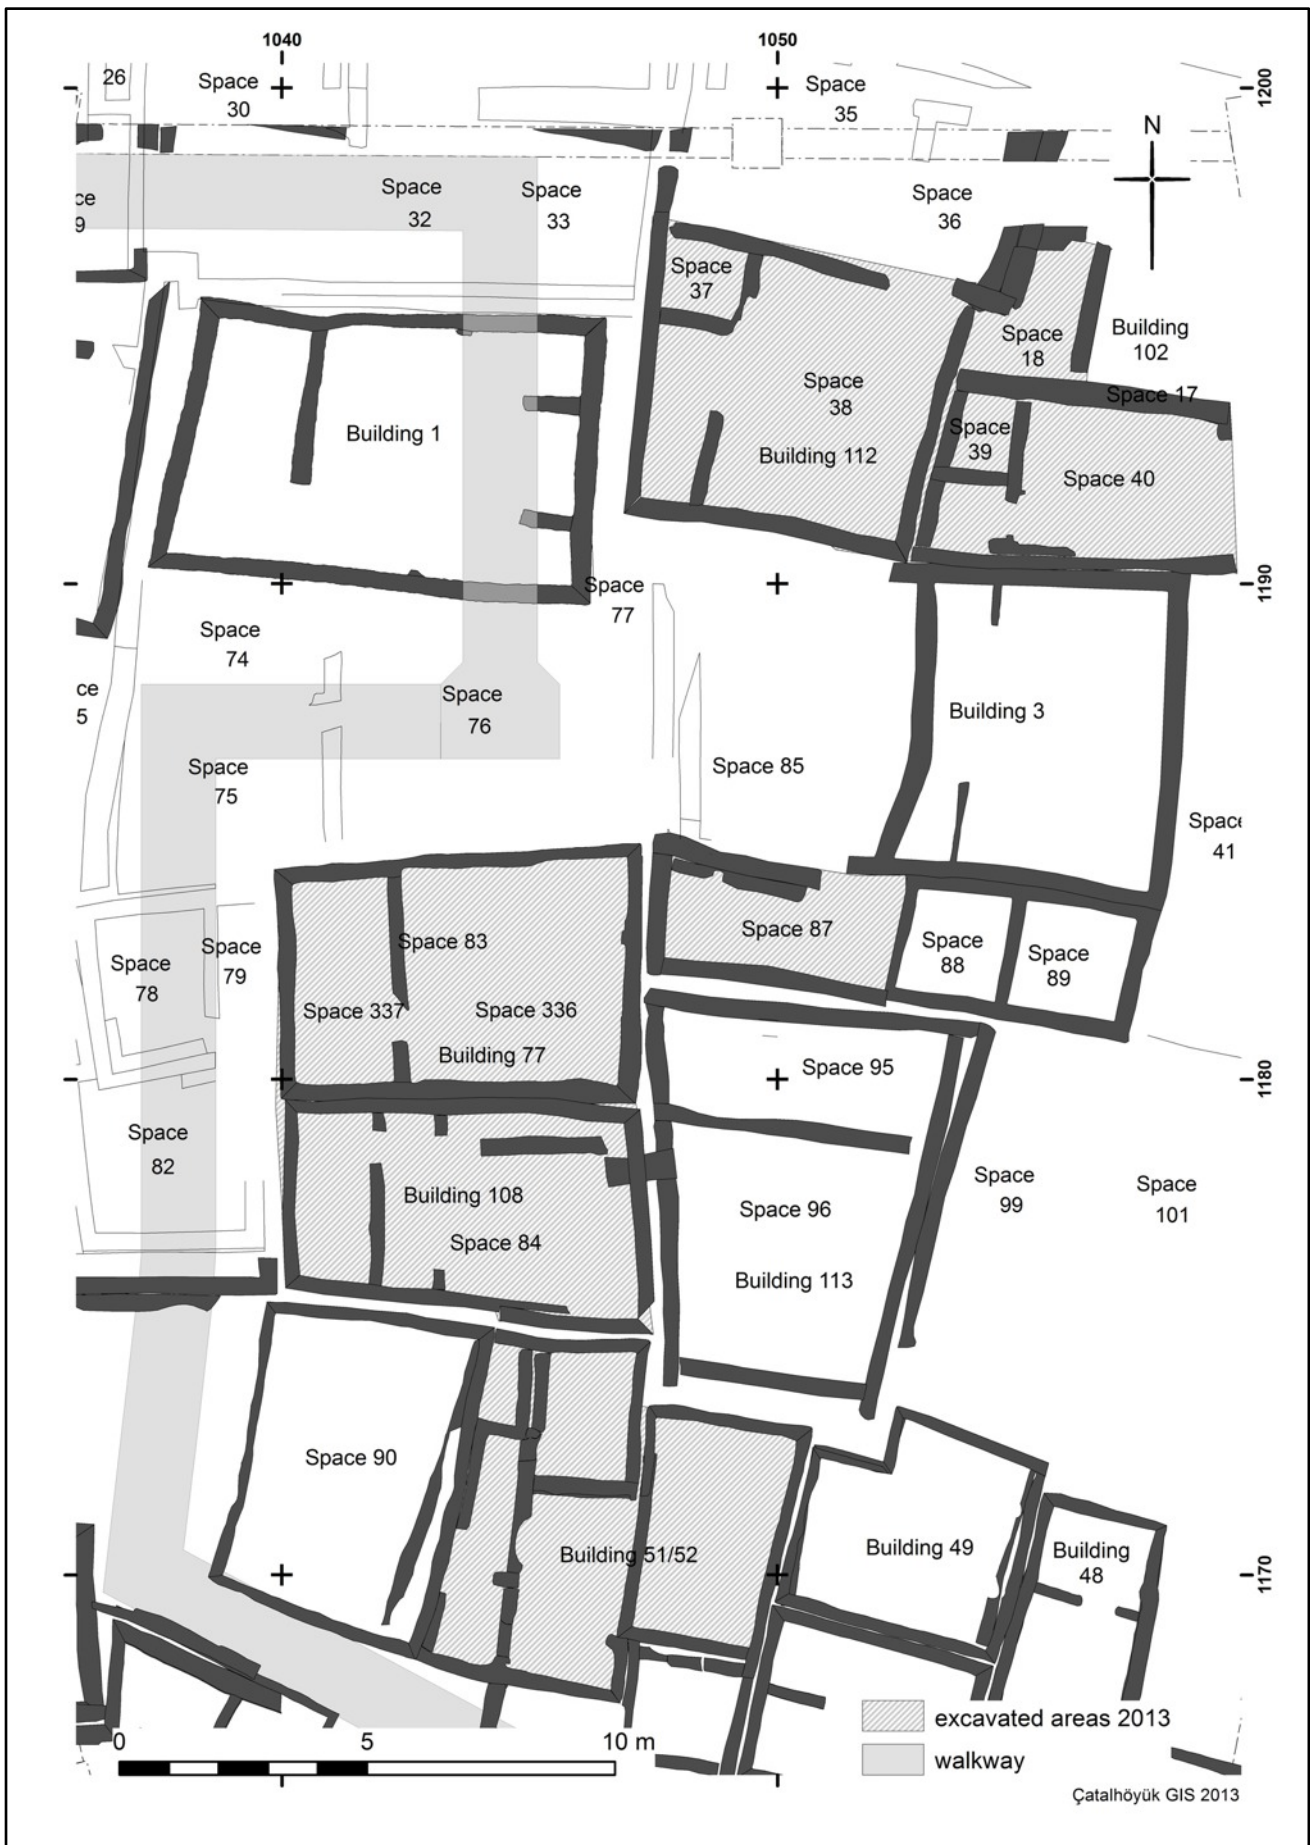 1040
1050
26
Space
30
Space
35
1200
N
ce
9
Space
32
Space
33
Space
36
Space
37
Space
18
Building
102
Space 17
Space
38
Space
39
Building 1
Building 112
Space 40
Space
77
1190
Space
74
ce
5
Space
76
Building 3
Space
75
Space 85
Space
41
Space 83
Space 87
Space
88
Space
89
Space
78
Space
79
Space 337
Space 336
Building 77
Space 95
1180
Space
82
Building 108
Space 84
Space 96
Building 113
Space
99
Space
101
Space 90
Building 51/52
Building 49
Building
48
1170
excavated areas 2013
walkway
0
5
10 m
Çatalhöyük GIS 2013